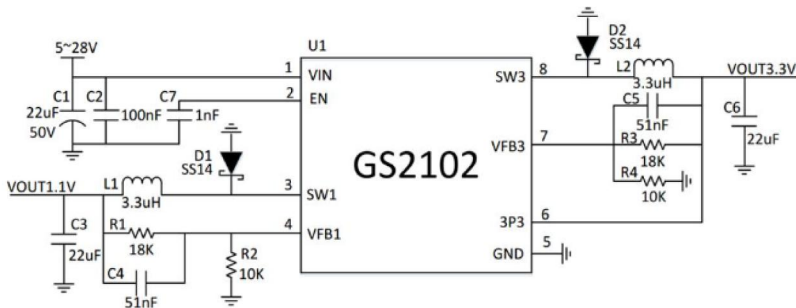 5~28V
U1
C1
22uF
50V
C2
100nF
C7
1nF
1
VIN
2
EN
D1
SS14
VOUT1.1V
L1
3.3uH
3
SW1
C3
22uF
R1
18K
C4
51nF
4
VFB1
R2
10K
GS2102
D2
SS14
SW3
8
L2
3.3uH
VOUT3.3V
C5
51nF
C6
22uF
VFB3
7
R3
18K
R4
10K
3P3
6
GND
5